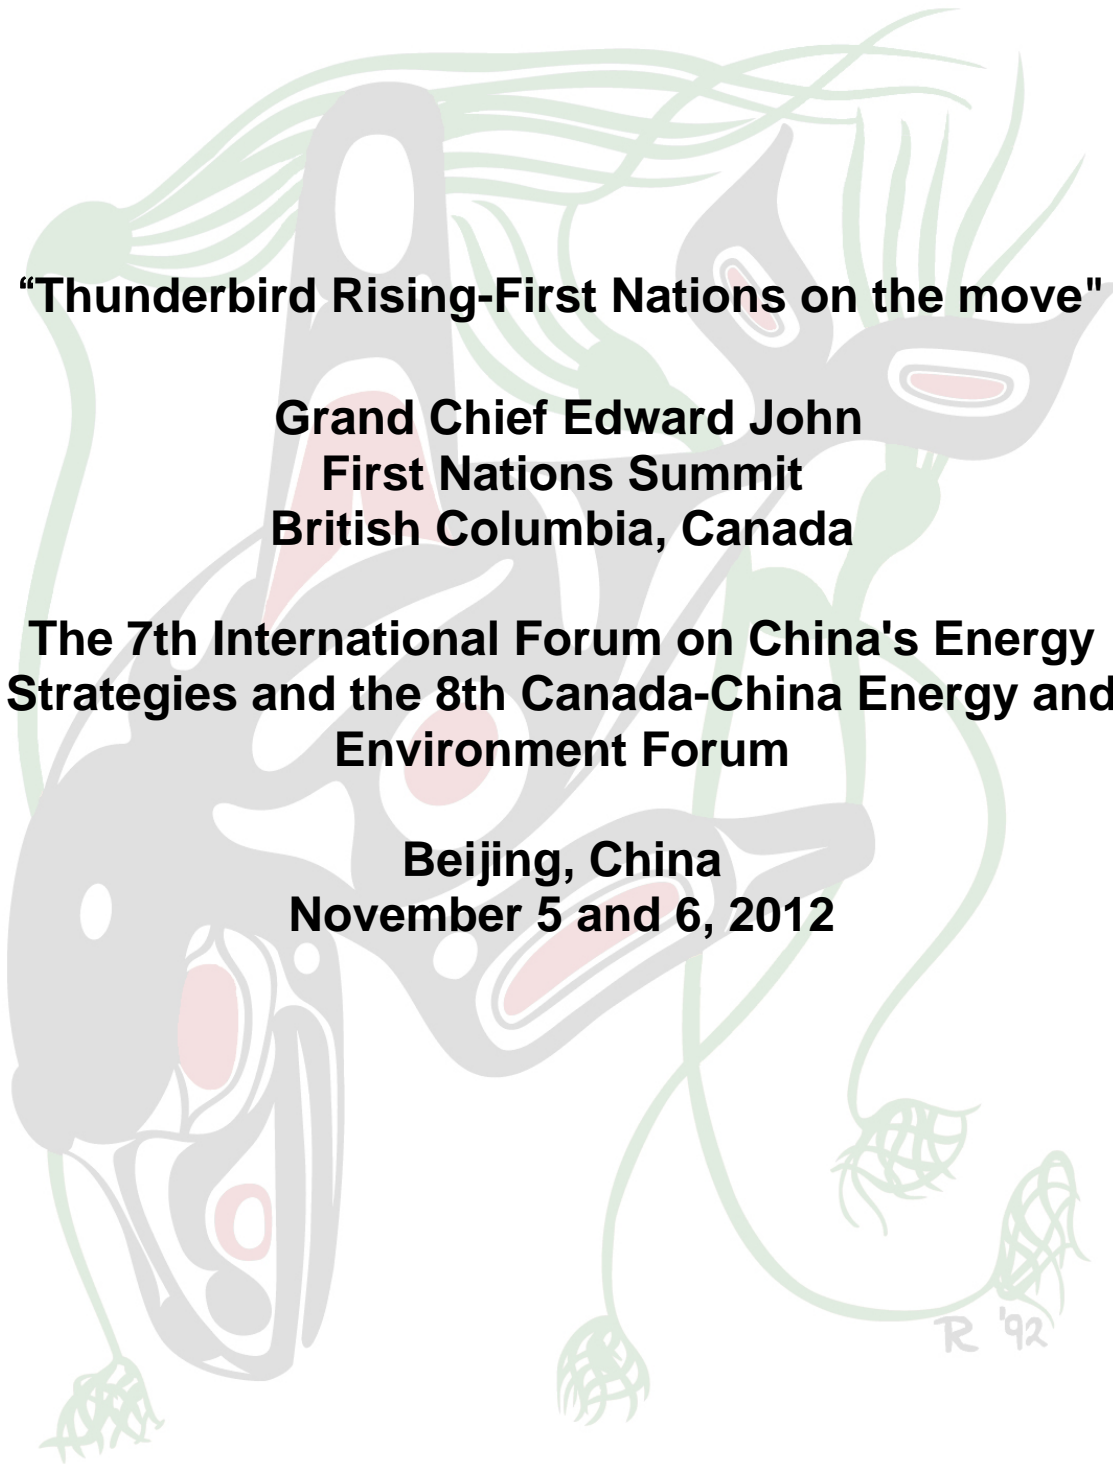 “Thunderbird Rising-First Nations on the move"
Grand Chief Edward John
First Nations Summit
British Columbia, Canada
The 7th International Forum on China's Energy
Strategies and the 8th Canada-China Energy and
Environment Forum
Beijing, China
November 5 and 6, 2012
R '92